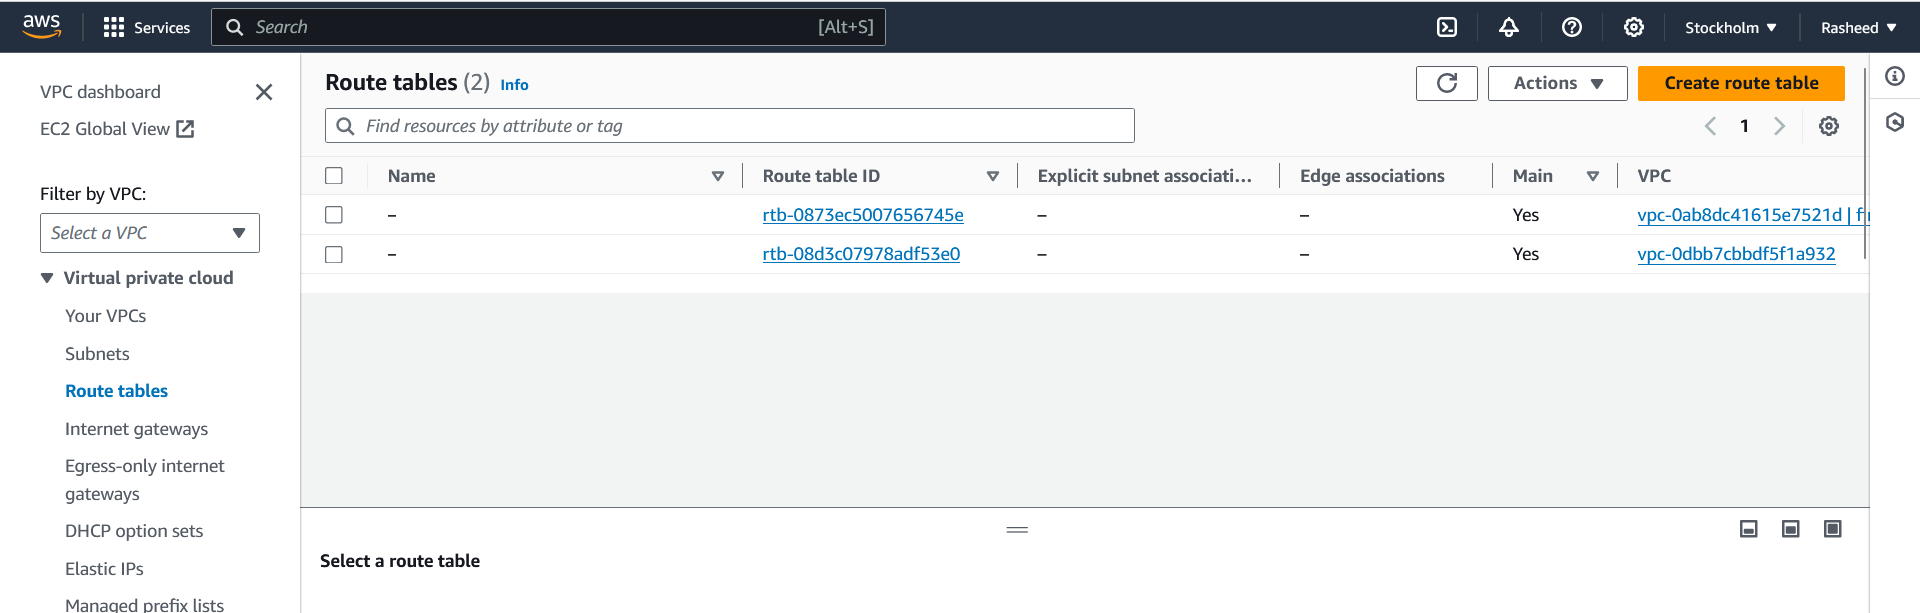 aws Services Search [Alt+S] Stockholm Rasheed
VPC dashboard
EC2 Global View
Filter by VPC:
Select a VPC
Virtual private cloud
Your VPCs
Subnets
Route tables
Internet gateways
Egress-only internet
gateways
DHCP option sets
Elastic IPs
Managed prefix lists
Route tables (2) Info
Actions Create route table
Find resources by attribute or tag
1
Name Route table ID Explicit subnet associati... Edge associations Main VPC
– rtb-0873ec5007656745e – – Yes vpc-0ab8dc41615e7521d |
– rtb-08d3c07978adf53e0 – – Yes vpc-0dbb7cbbdf5f1a932
Select a route table